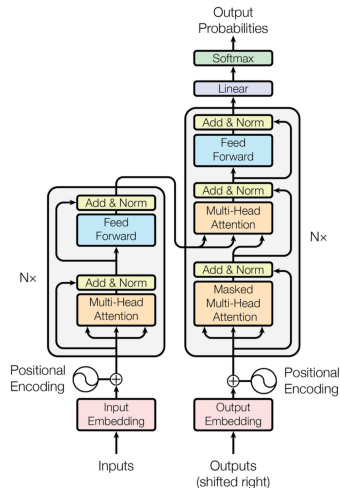 Output
Probabilities
Softmax
Linear
Add & Norm
Feed
Forward
Add & Norm
Multi-Head
Attention
Add & Norm
Masked
Multi-Head
Attention
N×
Add & Norm
Feed
Forward
N×
Add & Norm
Multi-Head
Attention
Positional
Encoding
Positional
Encoding
Input
Embedding
Output
Embedding
Inputs
Outputs
(shifted right)